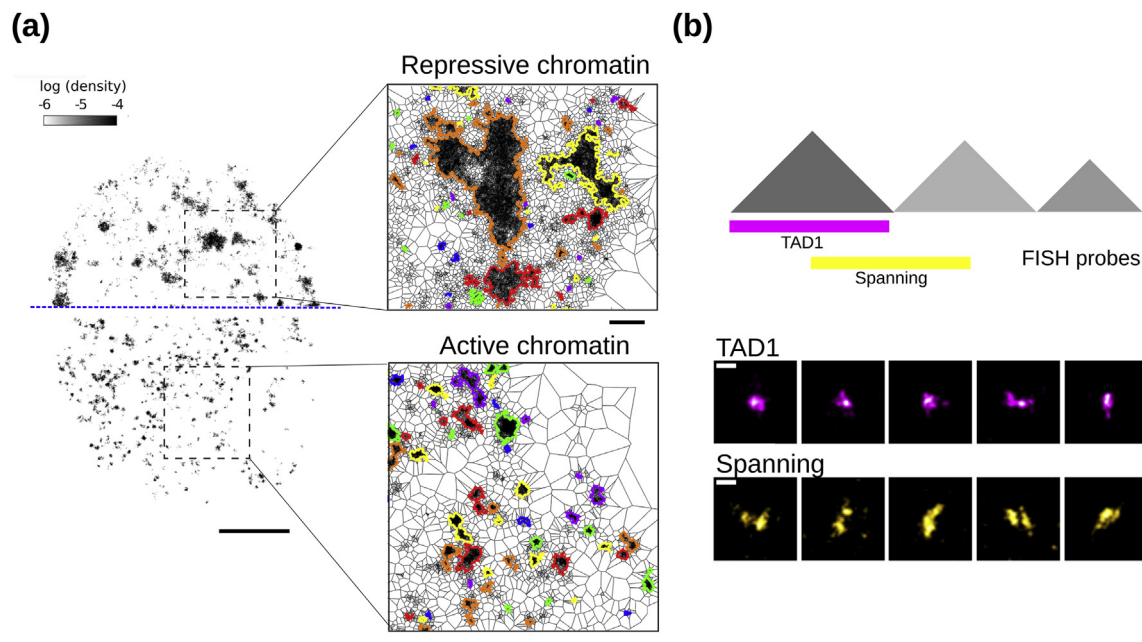 (a)
log (density)
-6 -5 -4
Repressive chromatin
Active chromatin
(b)
TAD1
Spanning
FISH probes
TAD1
Spanning